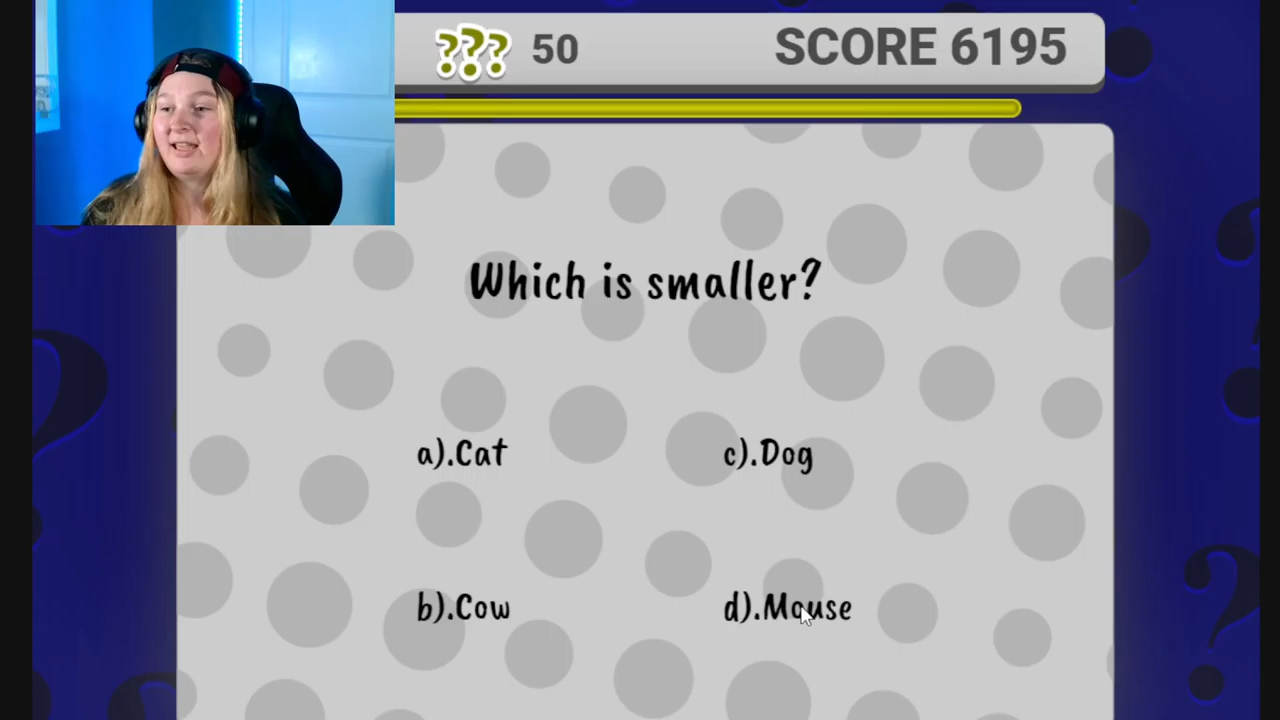 ??? 50 SCORE 6195
Which is smaller?
a).Cat
c).Dog
b).Cow
d).Mouse